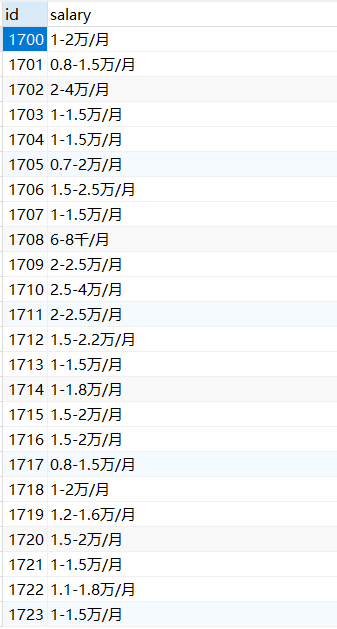 id salary
1700 1-2万/月
1701 0.8-1.5万/月
1702 2-4万/月
1703 1-1.5万/月
1704 1-1.5万/月
1705 0.7-2万/月
1706 1.5-2.5万/月
1707 1-1.5万/月
1708 6-8千/月
1709 2-2.5万/月
1710 2.5-4万/月
1711 2-2.5万/月
1712 1.5-2.2万/月
1713 1-1.5万/月
1714 1-1.8万/月
1715 1.5-2万/月
1716 1.5-2万/月
1717 0.8-1.5万/月
1718 1-2万/月
1719 1.2-1.6万/月
1720 1.5-2万/月
1721 1-1.5万/月
1722 1.1-1.8万/月
1723 1-1.5万/月